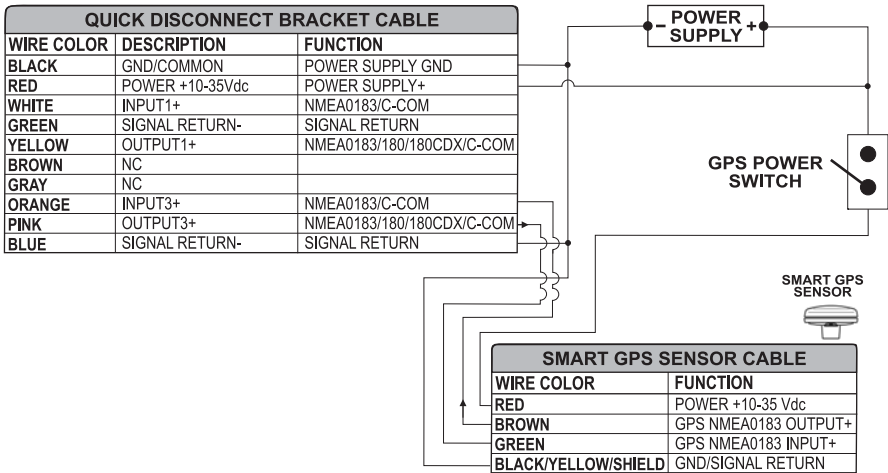 QUICK DISCONNECT BRACKET CABLE
WIRE COLOR DESCRIPTION FUNCTION
BLACK GND/COMMON POWER SUPPLY GND
RED POWER +10-35Vdc POWER SUPPLY+
WHITE INPUT1+ NMEA0183/C-COM
GREEN SIGNAL RETURN- SIGNAL RETURN
YELLOW OUTPUT1+ NMEA0183/180/180CDX/C-COM
BROWN NC
GRAY NC
ORANGE INPUT3+ NMEA0183/C-COM
PINK OUTPUT3+ NMEA0183/180/180CDX/C-COM
BLUE SIGNAL RETURN- SIGNAL RETURN
- POWER +
SUPPLY
GPS POWER
SWITCH
SMART GPS
SENSOR
SMART GPS SENSOR CABLE
WIRE COLOR FUNCTION
RED POWER +10-35 Vdc
BROWN GPS NMEA0183 OUTPUT+
GREEN GPS NMEA0183 INPUT+
BLACK/YELLOW/SHIELD GND/SIGNAL RETURN